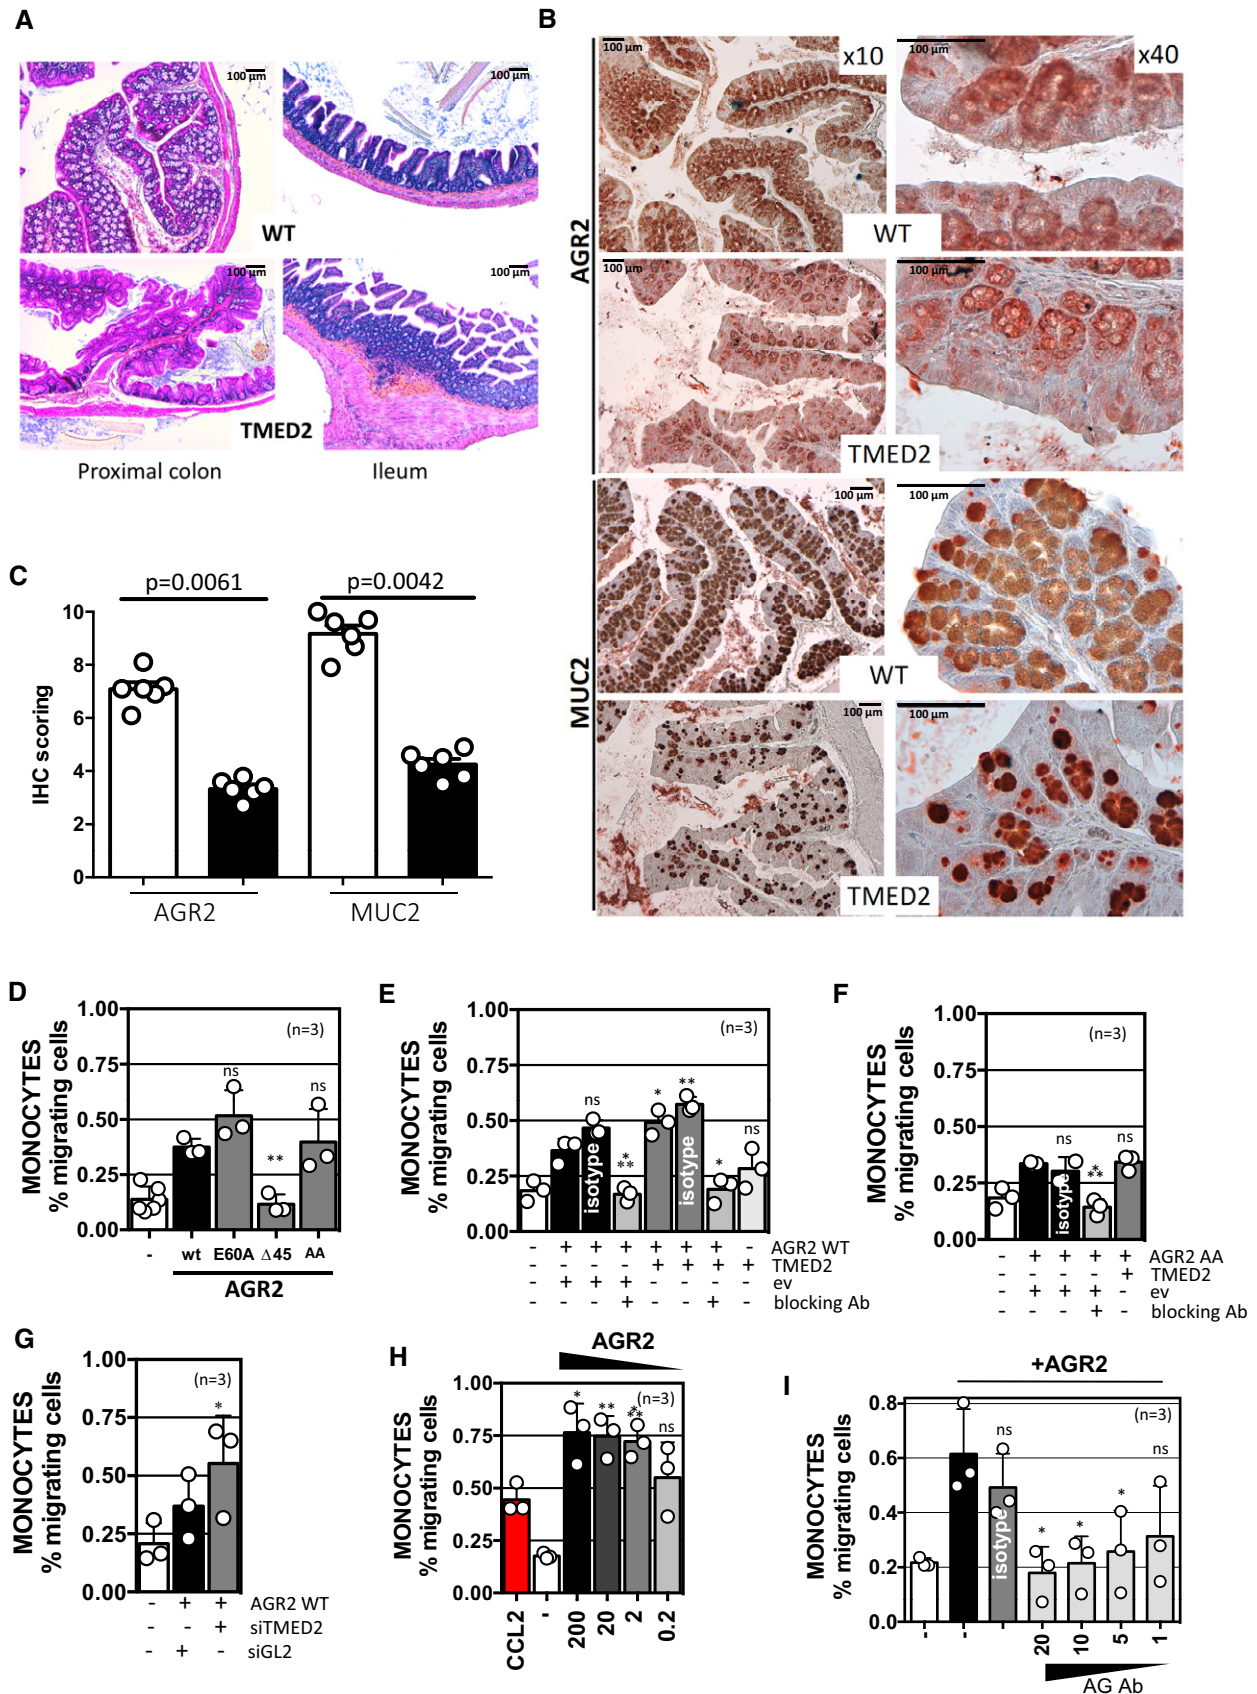 A
100 µm
100 µm
WT
100 µm
100 µm
TMED2
Proximal colon
Ileum
B
AGR2
100 µm
x10
100 µm
x40
WT
100 µm
100 µm
TMED2
MUC2
100 µm
100 µm
WT
100 µm
100 µm
TMED2
C
p=0.0061
p=0.0042
IHC scoring
10
8
6
4
2
0
AGR2
MUC2
D
MONOCYTES
% migrating cells
1.00
0.75
0.50
0.25
0.00
(n=3)
ns
**
ns
-
wt
E60A
Δ45
AA
AGR2
E
MONOCYTES
% migrating cells
1.00
0.75
0.50
0.25
0.00
(n=3)
ns
isotype
*
**
*
**
isotype
*
ns
- + + + + + + - AGR2 WT
- - - - + + + + TMED2
- + + + - - - - ev
- - - + - - + - blocking Ab
F
MONOCYTES
% migrating cells
1.00
0.75
0.50
0.25
0.00
(n=3)
ns
isotype
*
**
ns
- + + + + AGR2 AA
- - - - + TMED2
- + + + - ev
- - - + - blocking Ab
G
MONOCYTES
% migrating cells
1.00
0.75
0.50
0.25
0.00
(n=3)
*
- + + AGR2 WT
- - + siTMED2
- + - siGL2
H
AGR2
MONOCYTES
% migrating cells
1.00
0.75
0.50
0.25
0.00
(n=3)
*
**
*
**
ns
CCL2
-
200
20
2
0.2
I
+AGR2
MONOCYTES
% migrating cells
0.8
0.6
0.4
0.2
0.0
(n=3)
ns
isotype
*
*
*
ns
-
-
20
10
5
1
AG Ab